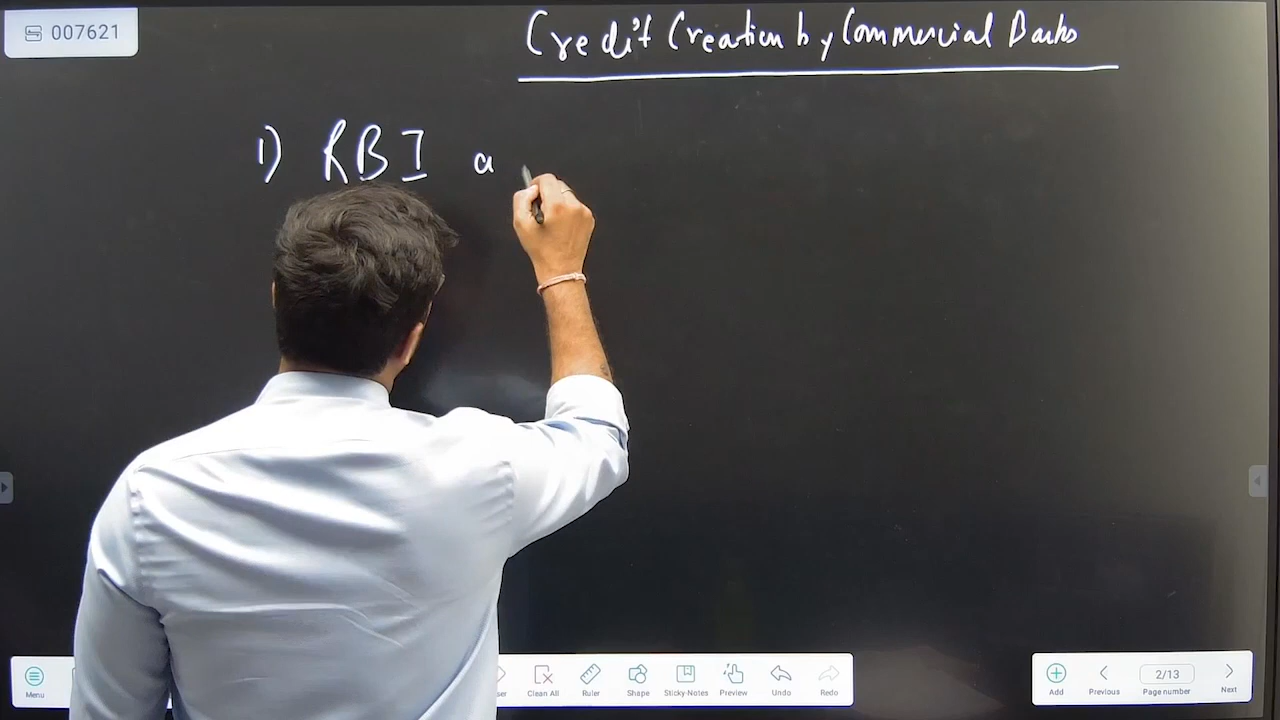 007621
Credit Creation by Commercial Banks
1) RBI a
Menu
Clean All
Ruler
Shape
Sticky-Notes
Preview
Undo
Redo
Add
Previous
2/13
Page number
Next